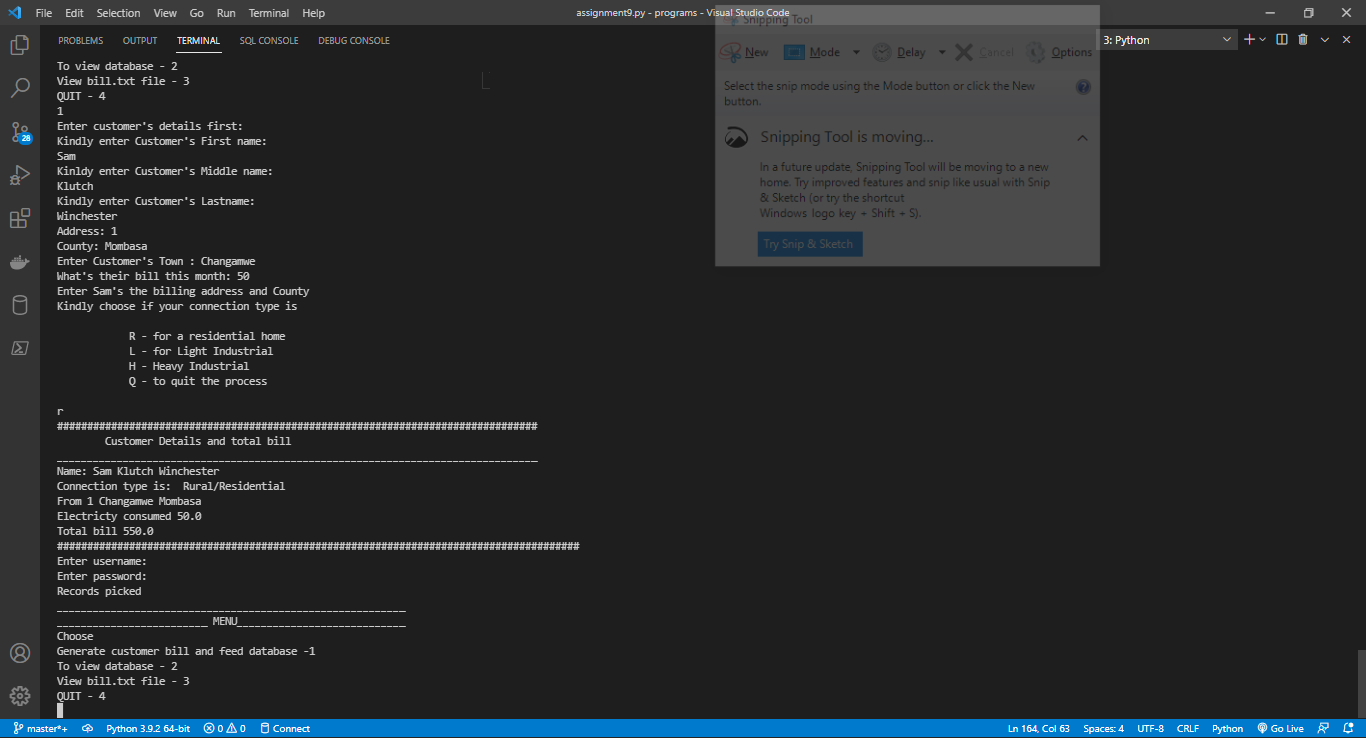 File Edit Selection View Go Run Terminal Help
assignment9.py - programs - Visual Studio Code
PROBLEMS OUTPUT TERMINAL SQL CONSOLE DEBUG CONSOLE
3: Python
To view database - 2
View bill.txt file - 3
QUIT - 4
1
Enter customer's details first:
Kindly enter Customer's First name:
Sam
Kinldy enter Customer's Middle name:
Klutch
Kindly enter Customer's Lastname:
Winchester
Address: 1
County: Mombasa
Enter Customer's Town : Changamwe
What's their bill this month: 50
Enter Sam's the billing address and County
Kindly choose if your connection type is
R - for a residential home
L - for Light Industrial
H - Heavy Industrial
Q - to quit the process
r
################################################################################
Customer Details and total bill
________________________________________________________________________________
Name: Sam Klutch Winchester
Connection type is:  Rural/Residential
From 1 Changamwe Mombasa
Electricty consumed 50.0
Total bill 550.0
#######################################################################################
Enter username:
Enter password:
Records picked
__________________________________________________________
_________________________ MENU____________________________
Choose
Generate customer bill and feed database -1
To view database - 2
View bill.txt file - 3
QUIT - 4
Snipping Tool
New Mode Delay Cancel Options
Select the snip mode using the Mode button or click the New
button.
Snipping Tool is moving...
In a future update, Snipping Tool will be moving to a new
home. Try improved features and snip like usual with Snip
& Sketch (or try the shortcut
Windows logo key + Shift + S).
Try Snip & Sketch
28
master*+ Python 3.9.2 64-bit 0 0 Connect
Ln 164, Col 63 Spaces: 4 UTF-8 CRLF Python Go Live